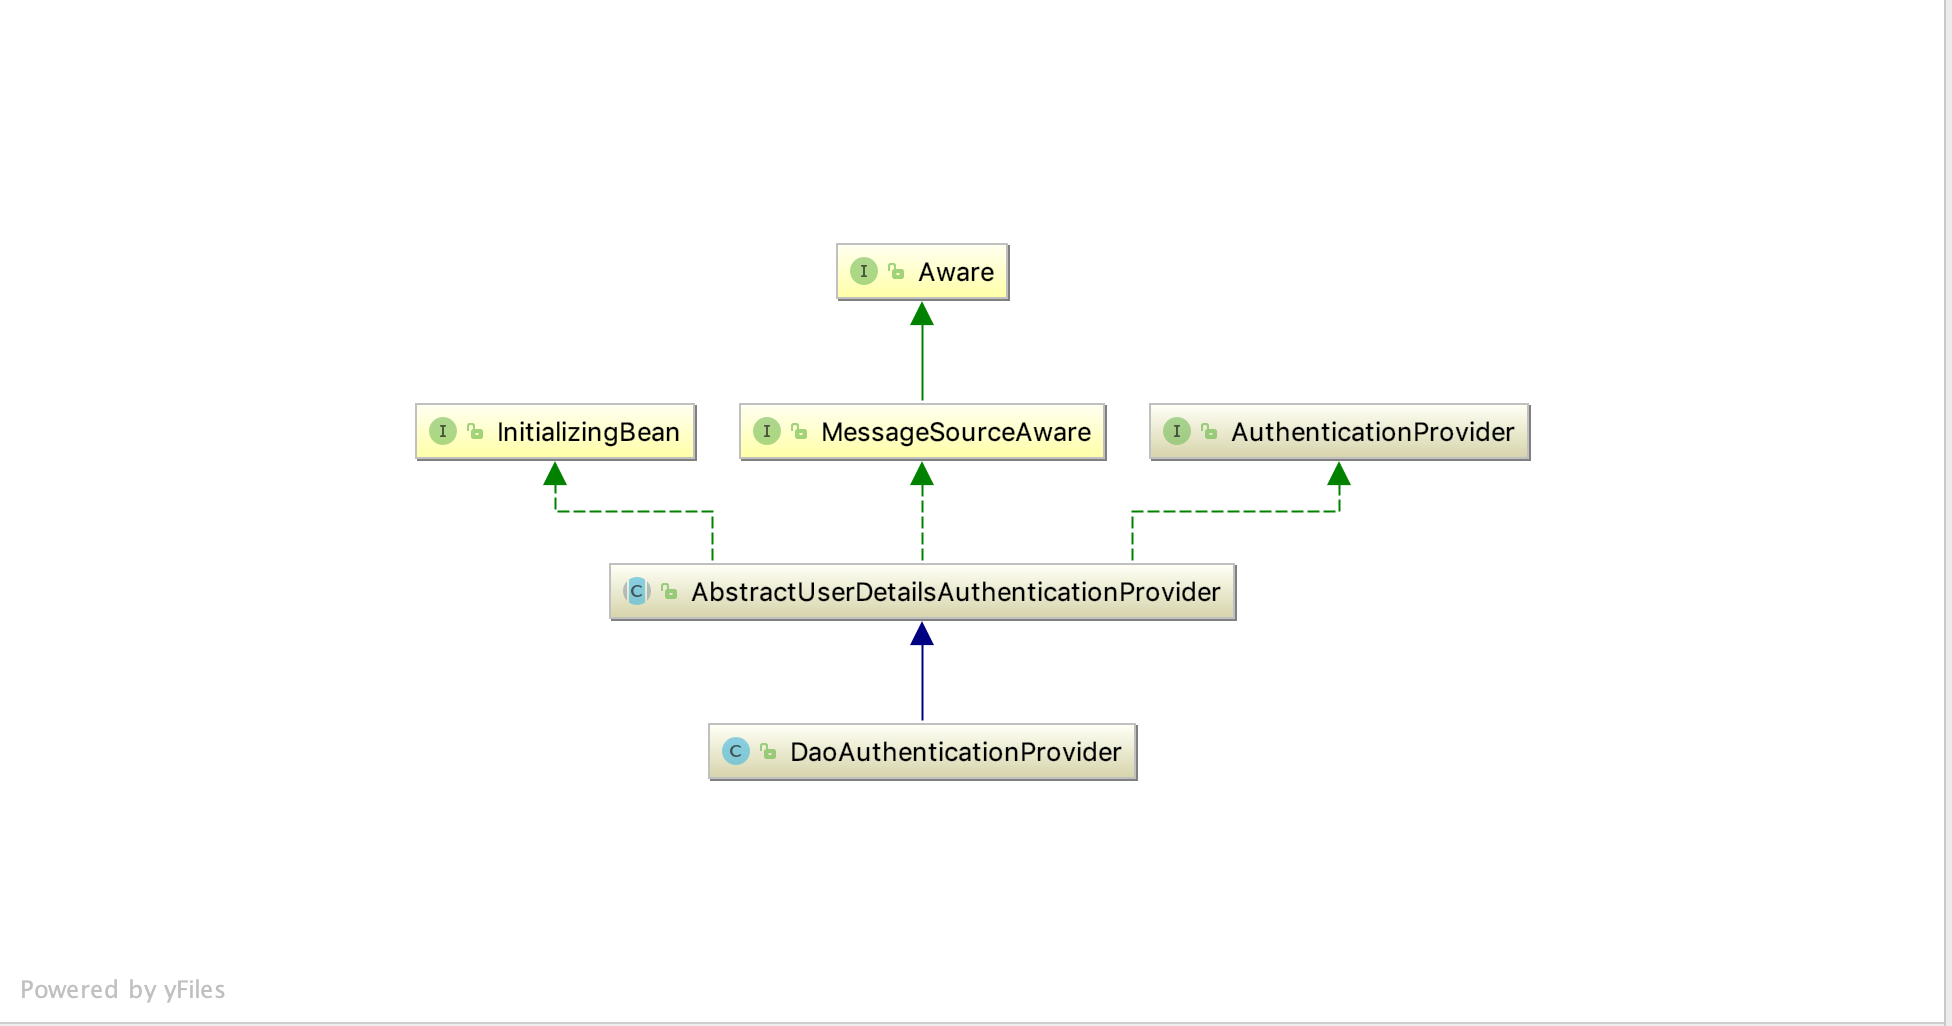 I Aware
I InitializingBean
I MessageSourceAware
I AuthenticationProvider
C AbstractUserDetailsAuthenticationProvider
C DaoAuthenticationProvider
Powered by yFiles